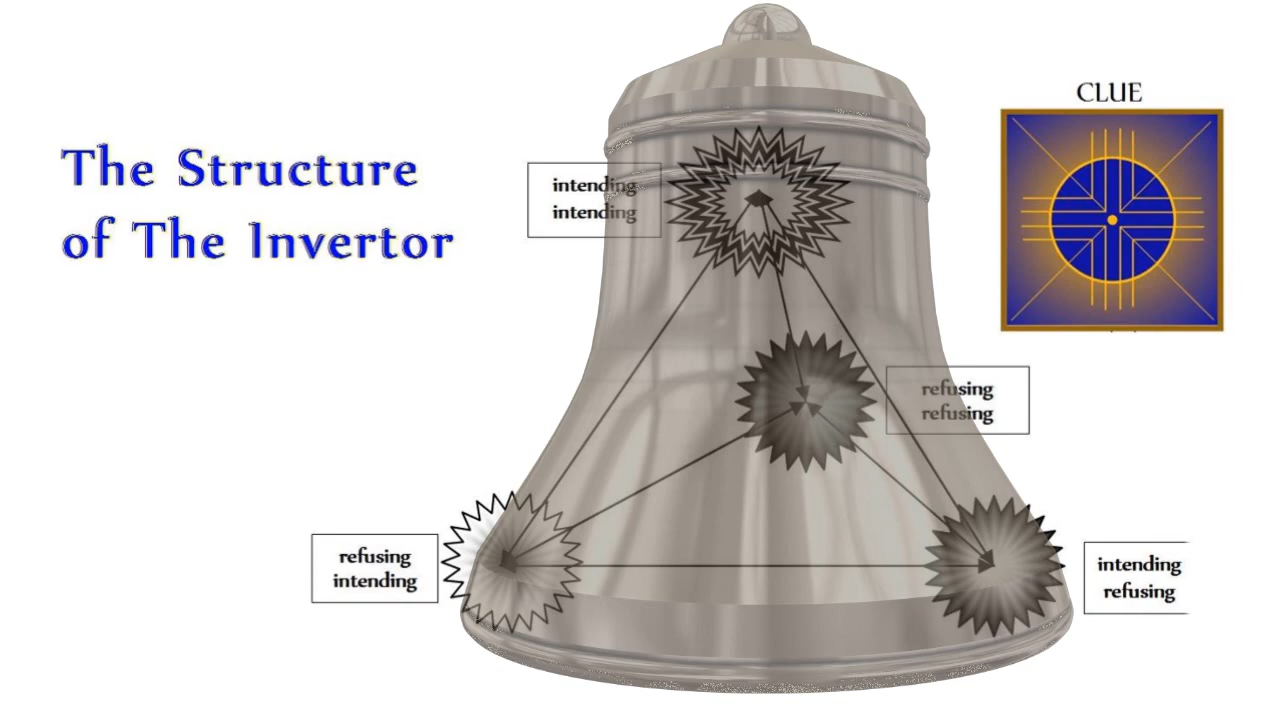 The Structure
of The Invertor
CLUE
intending
intending
refusing
refusing
refusing
intending
intending
refusing